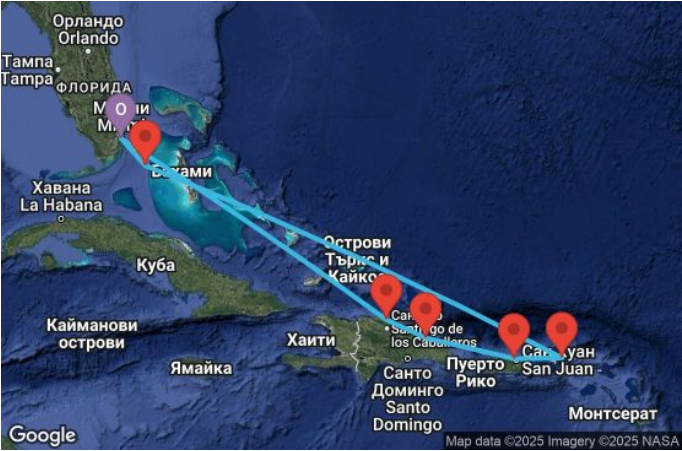 Орландо
Orlando
Тампа
Tampa
ФЛОРИДА
O
Хавана
La Habana
Куба
Острови
Търкс и
Кайкос
Кайманови
острови
Ямайка
Хаити
Santiago de
los Caballeros
Санто
Доминго
Santo
Domingo
Пуерто
Рико
Сан Хуан
San Juan
Монтсерат
Google
Map data ©2025 Imagery ©2025 NASA